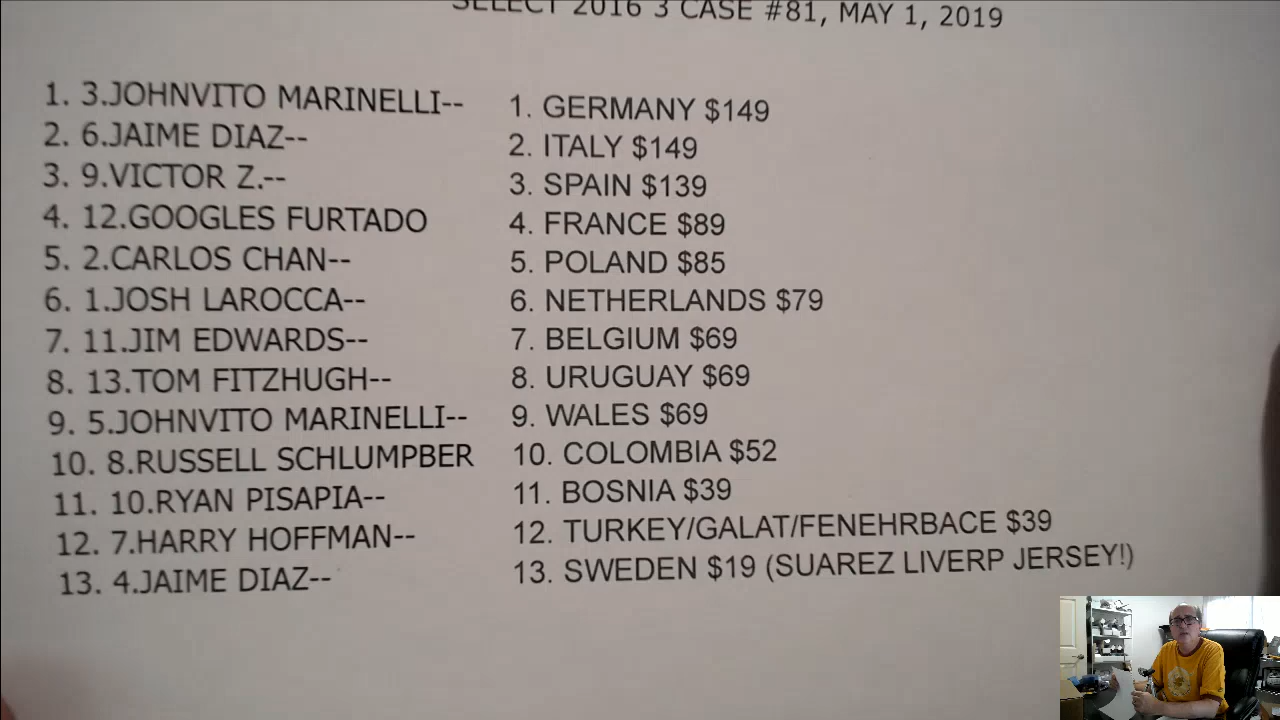 SELECT 2016 3 CASE #81, MAY 1, 2019
1. 3.JOHNVITO MARINELLI-- 1. GERMANY $149
2. 6.JAIME DIAZ-- 2. ITALY $149
3. 9.VICTOR Z.-- 3. SPAIN $139
4. 12.GOOGLES FURTADO 4. FRANCE $89
5. 2.CARLOS CHAN-- 5. POLAND $85
6. 1.JOSH LAROCCA-- 6. NETHERLANDS $79
7. 11.JIM EDWARDS-- 7. BELGIUM $69
8. 13.TOM FITZHUGH-- 8. URUGUAY $69
9. 5.JOHNVITO MARINELLI-- 9. WALES $69
10. 8.RUSSELL SCHLUMPBER 10. COLOMBIA $52
11. 10.RYAN PISAPIA-- 11. BOSNIA $39
12. 7.HARRY HOFFMAN-- 12. TURKEY/GALAT/FENEHRBACE $39
13. 4.JAIME DIAZ-- 13. SWEDEN $19 (SUAREZ LIVERP JERSEY!)